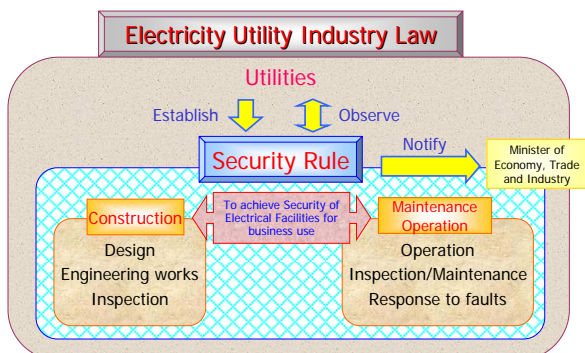 Electricity Utility Industry Law
Utilities
Establish
Observe
Security Rule
Notify
Minister of
Economy, Trade
and Industry
Construction
To achieve Security of
Electrical Facilities for
business use
Maintenance
Operation
Design
Engineering works
Inspection
Operation
Inspection/Maintenance
Response to faults